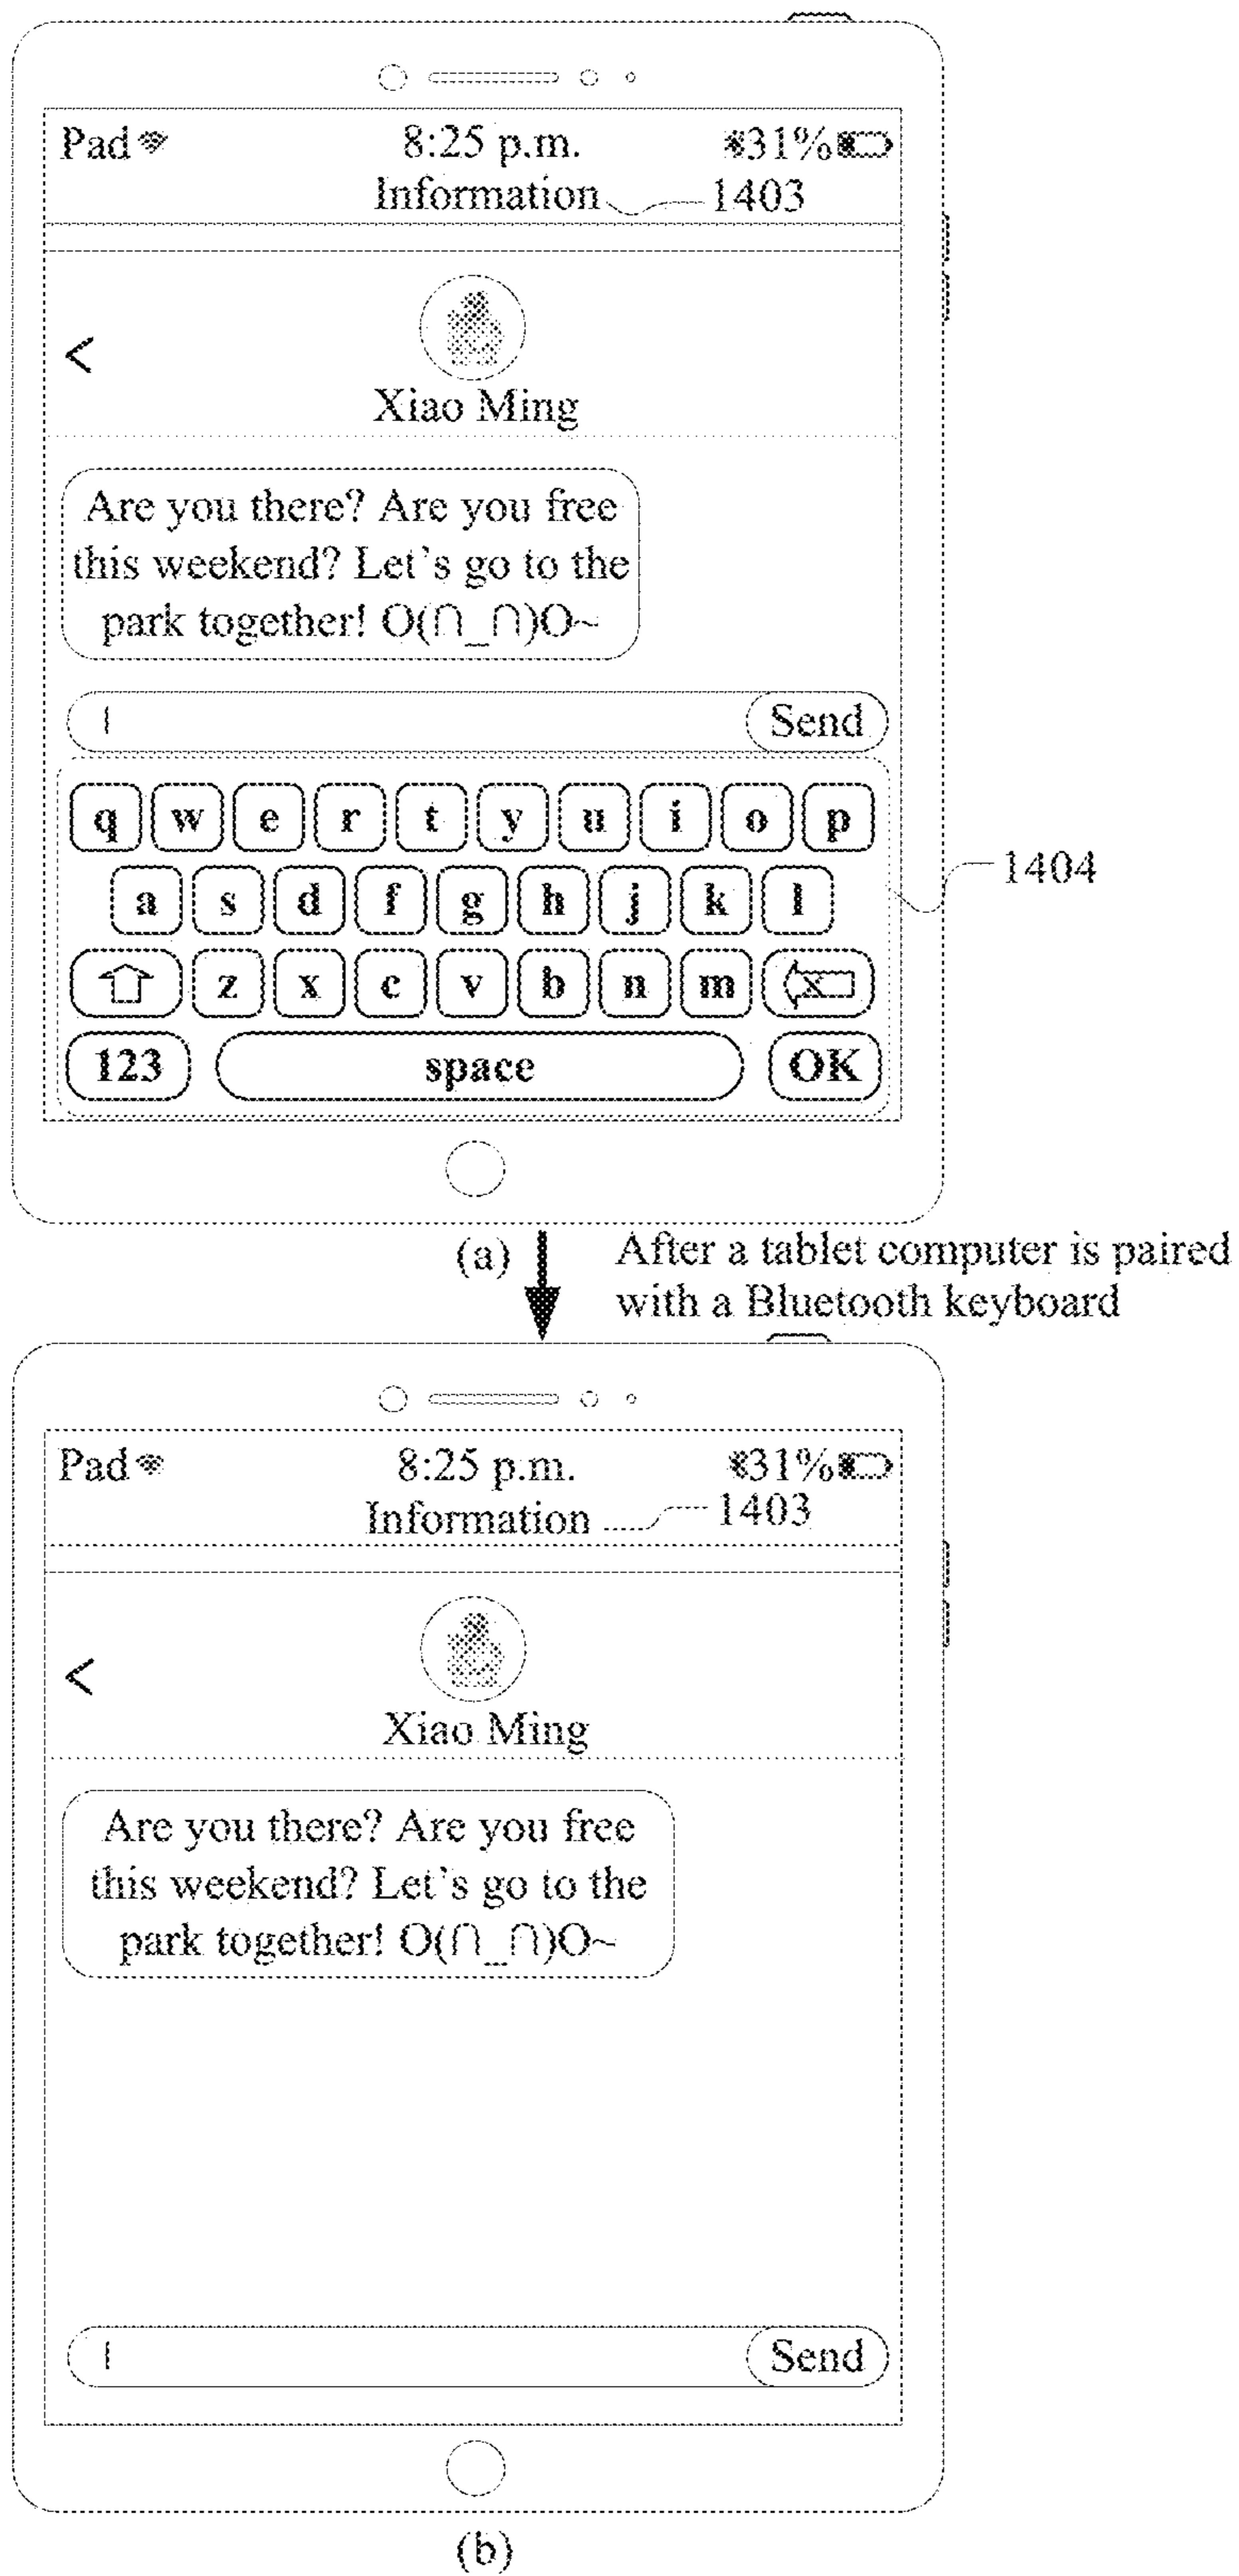 Pad 8:25 p.m. 31%
Information 1403
<
Xiao Ming
Are you there? Are you free
this weekend? Let's go to the
park together! O(∩_∩)O~
Send
q w e r t y u i o p
1404
a s d f g h j k l
z x c v b n m x
123 space OK
(a)
After a tablet computer is paired
with a Bluetooth keyboard
Pad 8:25 p.m. 31%
Information 1403
<
Xiao Ming
Are you there? Are you free
this weekend? Let's go to the
park together! O(∩_∩)O~
Send
(b)